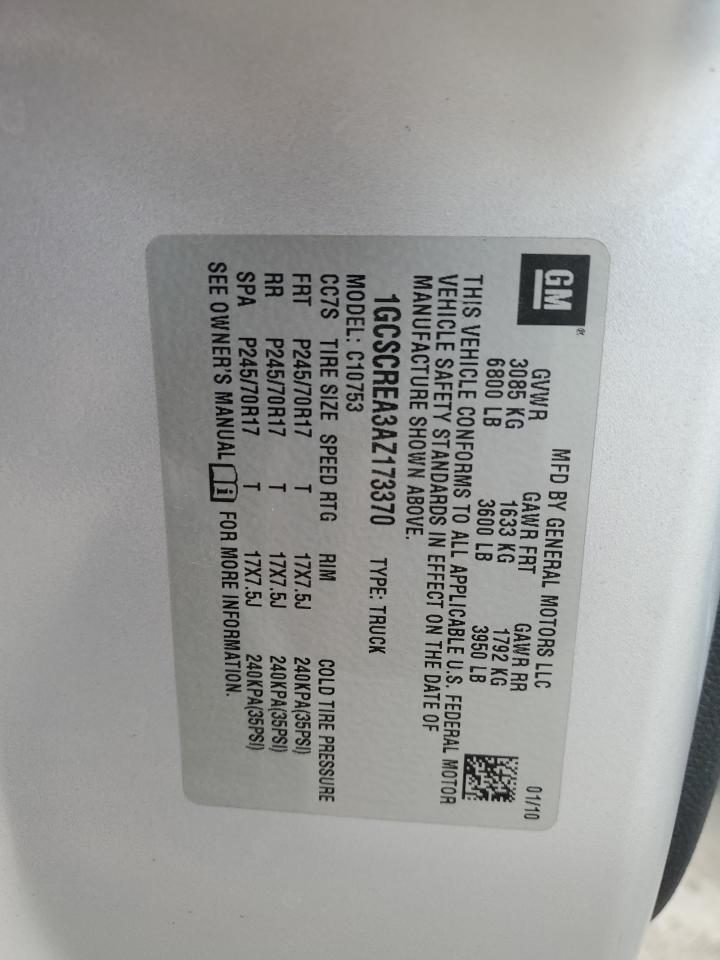 GM®
MFD BY GENERAL MOTORS LLC
01/10
GVWR GAWR FRT GAWR RR
3085 KG 1633 KG 1792 KG
6800 LB 3600 LB 3950 LB
THIS VEHICLE CONFORMS TO ALL APPLICABLE U.S. FEDERAL MOTOR
VEHICLE SAFETY STANDARDS IN EFFECT ON THE DATE OF
MANUFACTURE SHOWN ABOVE.
1GCSCREA3AZ173370 TYPE: TRUCK
MODEL: C10753
CC7S TIRE SIZE SPEED RTG RIM COLD TIRE PRESSURE
FRT P245/70R17 T 17X7.5J 240KPA(35PSI)
RR P245/70R17 T 17X7.5J 240KPA(35PSI)
SPA P245/70R17 T 17X7.5J 240KPA(35PSI)
SEE OWNER'S MANUAL FOR MORE INFORMATION.